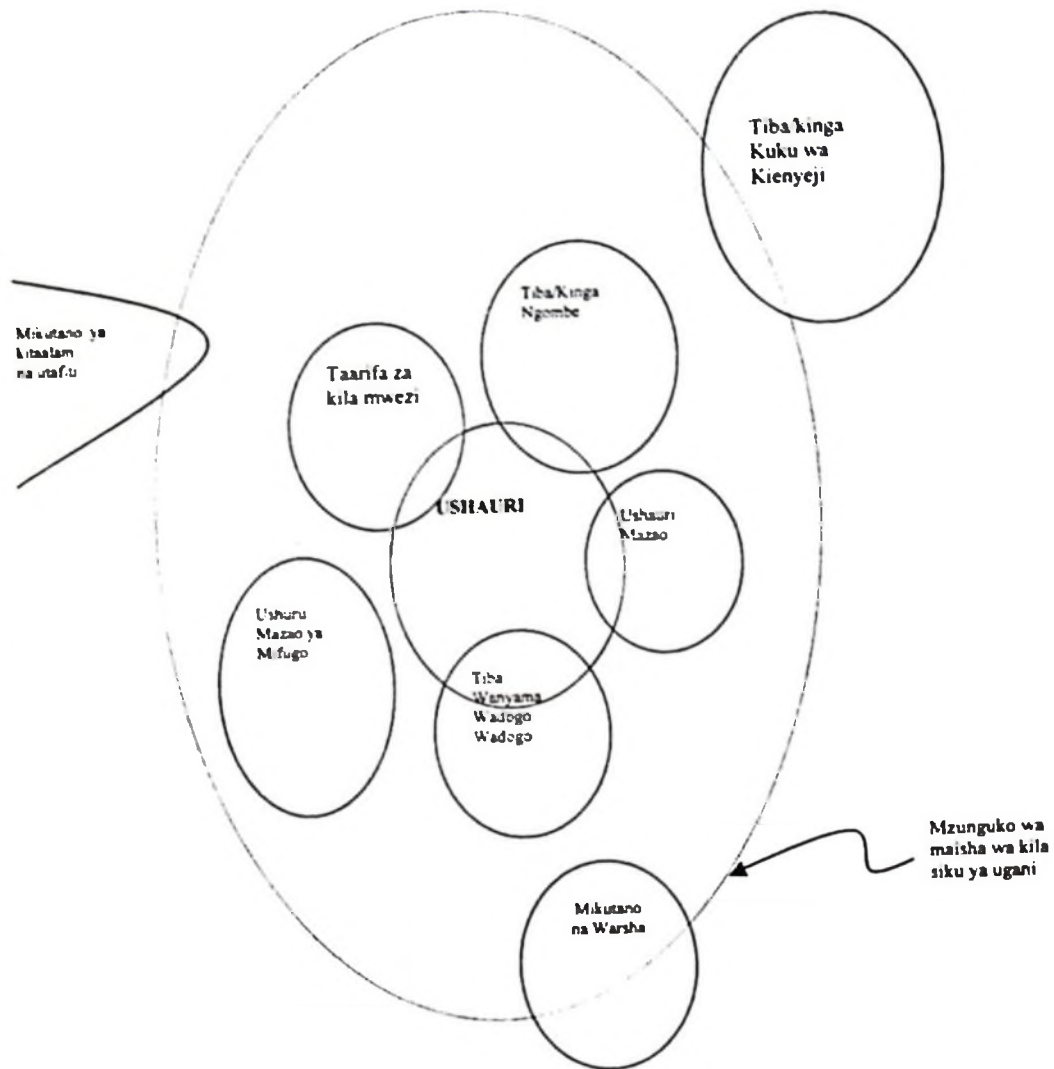 Tiba/kinga
Kuku wa
Kienyeji
Tiba/Kinga
Ngombe
Mikutano ya
kitaalam
na utafiti
Taarifa za
kila mwezi
USHAURI
Ushauri
Mazao
Ushuru
Mazao ya
Mifugo
Tiba
Wanyama
Wadogo
Wadogo
Mzunguko wa
maisha wa kila
siku ya ugani
Mikutano
na Warsha